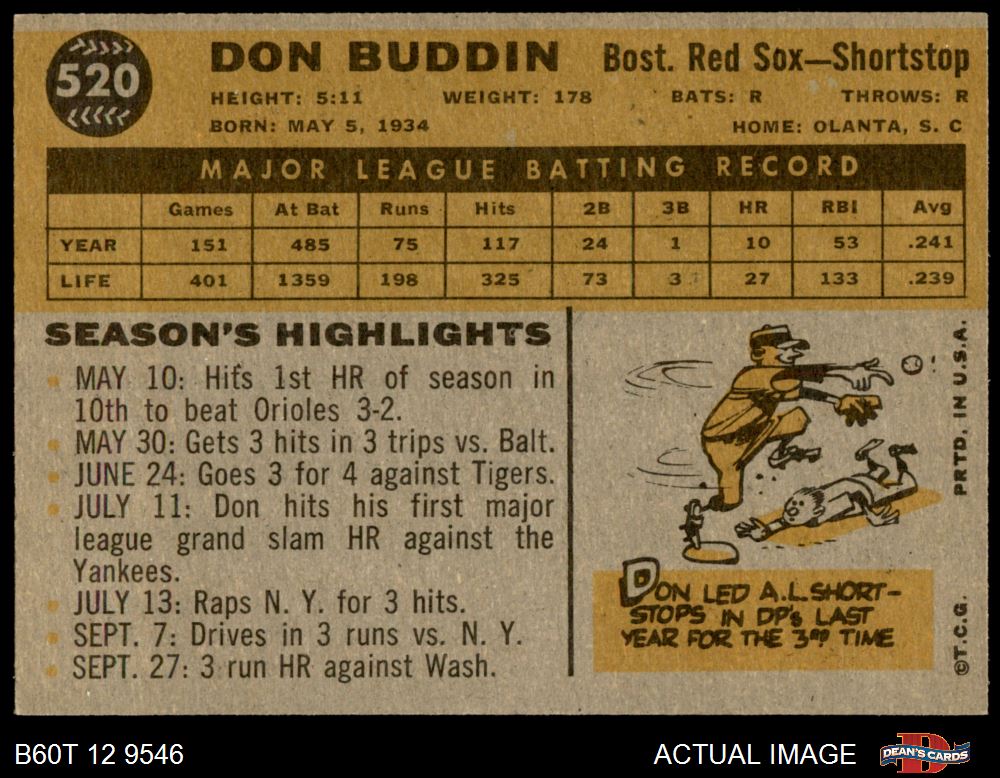 520
DON BUDDIN Bost. Red Sox—Shortstop
HEIGHT: 5:11 WEIGHT: 178 BATS: R THROWS: R
BORN: MAY 5, 1934 HOME: OLANTA, S. C
MAJOR LEAGUE BATTING RECORD
Games At Bat Runs Hits 2B 3B HR RBI Avg
YEAR 151 485 75 117 24 1 10 53 .241
LIFE 401 1359 198 325 73 3 27 133 .239
SEASON'S HIGHLIGHTS
MAY 10: Hits 1st HR of season in
10th to beat Orioles 3-2.
MAY 30: Gets 3 hits in 3 trips vs. Balt.
JUNE 24: Goes 3 for 4 against Tigers.
JULY 11: Don hits his first major
league grand slam HR against the
Yankees.
JULY 13: Raps N. Y. for 3 hits.
SEPT. 7: Drives in 3 runs vs. N. Y.
SEPT. 27: 3 run HR against Wash.
DON LED A.L. SHORT-
STOPS IN DP's LAST
YEAR FOR THE 3RD TIME
©T.C.G. PRTD. IN U.S.A.
B60T 12 9546 ACTUAL IMAGE DEAN'S CARDS